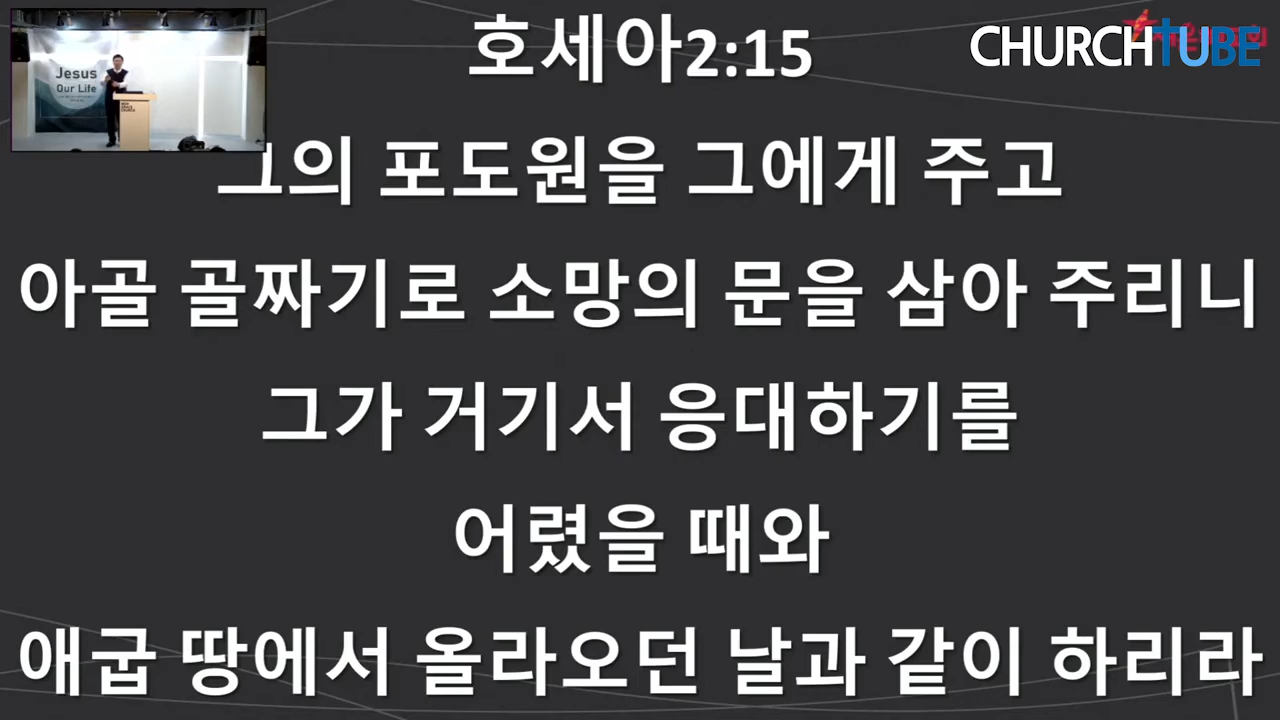 호세아2:15
CHURCHTUBE
Jesus
Our Life
그의 포도원을 그에게 주고
아골 골짜기로 소망의 문을 삼아 주리니
그가 거기서 응대하기를
어렸을 때와
애굽 땅에서 올라오던 날과 같이 하리라